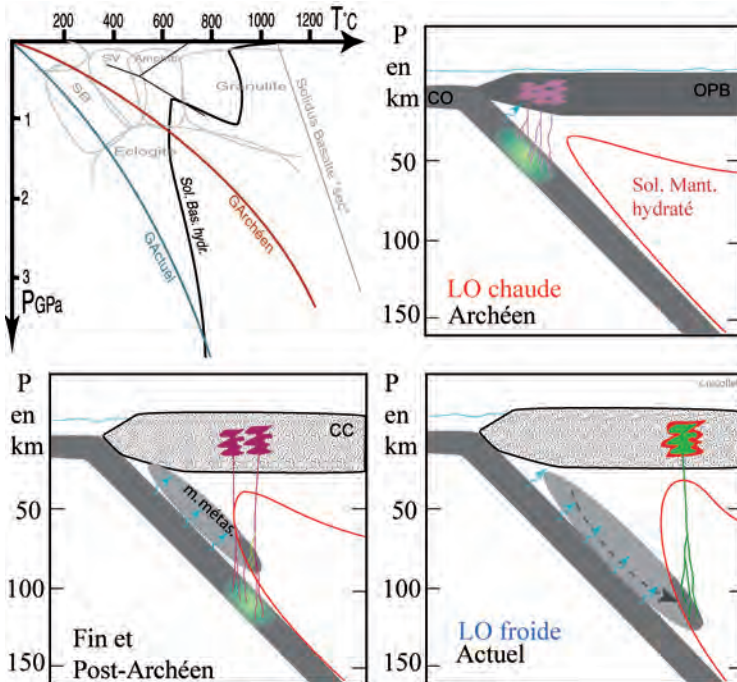 200 400 600 800 1000 1200 T°C
SV
Amphib.
Granulite
SB
Eclogite
Solidus Basalte "sec"
Sol. Bas. hydr.
GArchéen
GActuel
1
2
3
PGPa
P
en
km
CO
OPB
50
100
150
Sol. Mant.
hydraté
LO chaude
Archéen
P
en
km
CC
m.métas.
50
100
150
Fin et
Post-Archéen
P
en
km
50
100
150
LO froide
Actuel